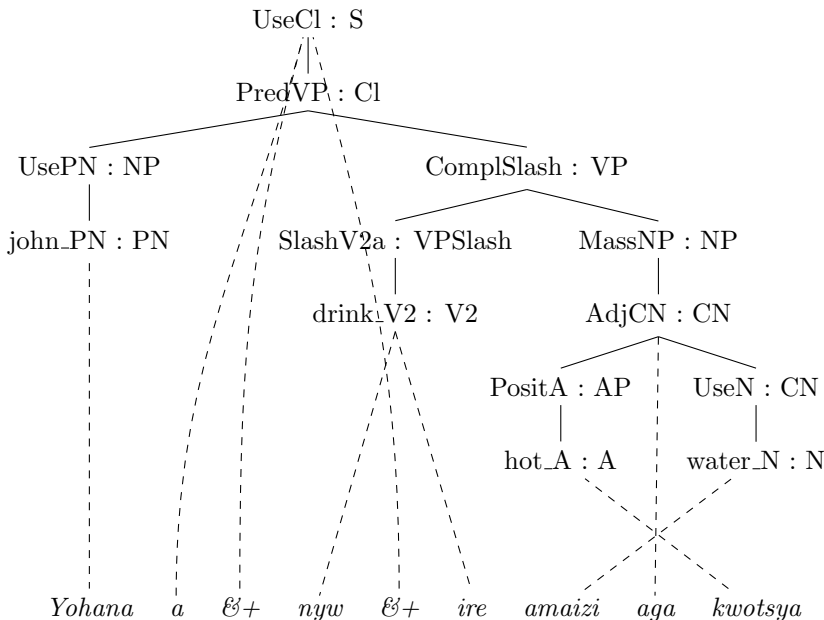 UseCl : S
PredVP : Cl
UsePN : NP ComplSlash : VP
john_PN : PN SlashV2a : VPSlash MassNP : NP
drink_V2 : V2 AdjCN : CN
PositA : AP UseN : CN
hot_A : A water_N : N
Yohana a &+ nyw &+ ire amaizi aga kwotsya